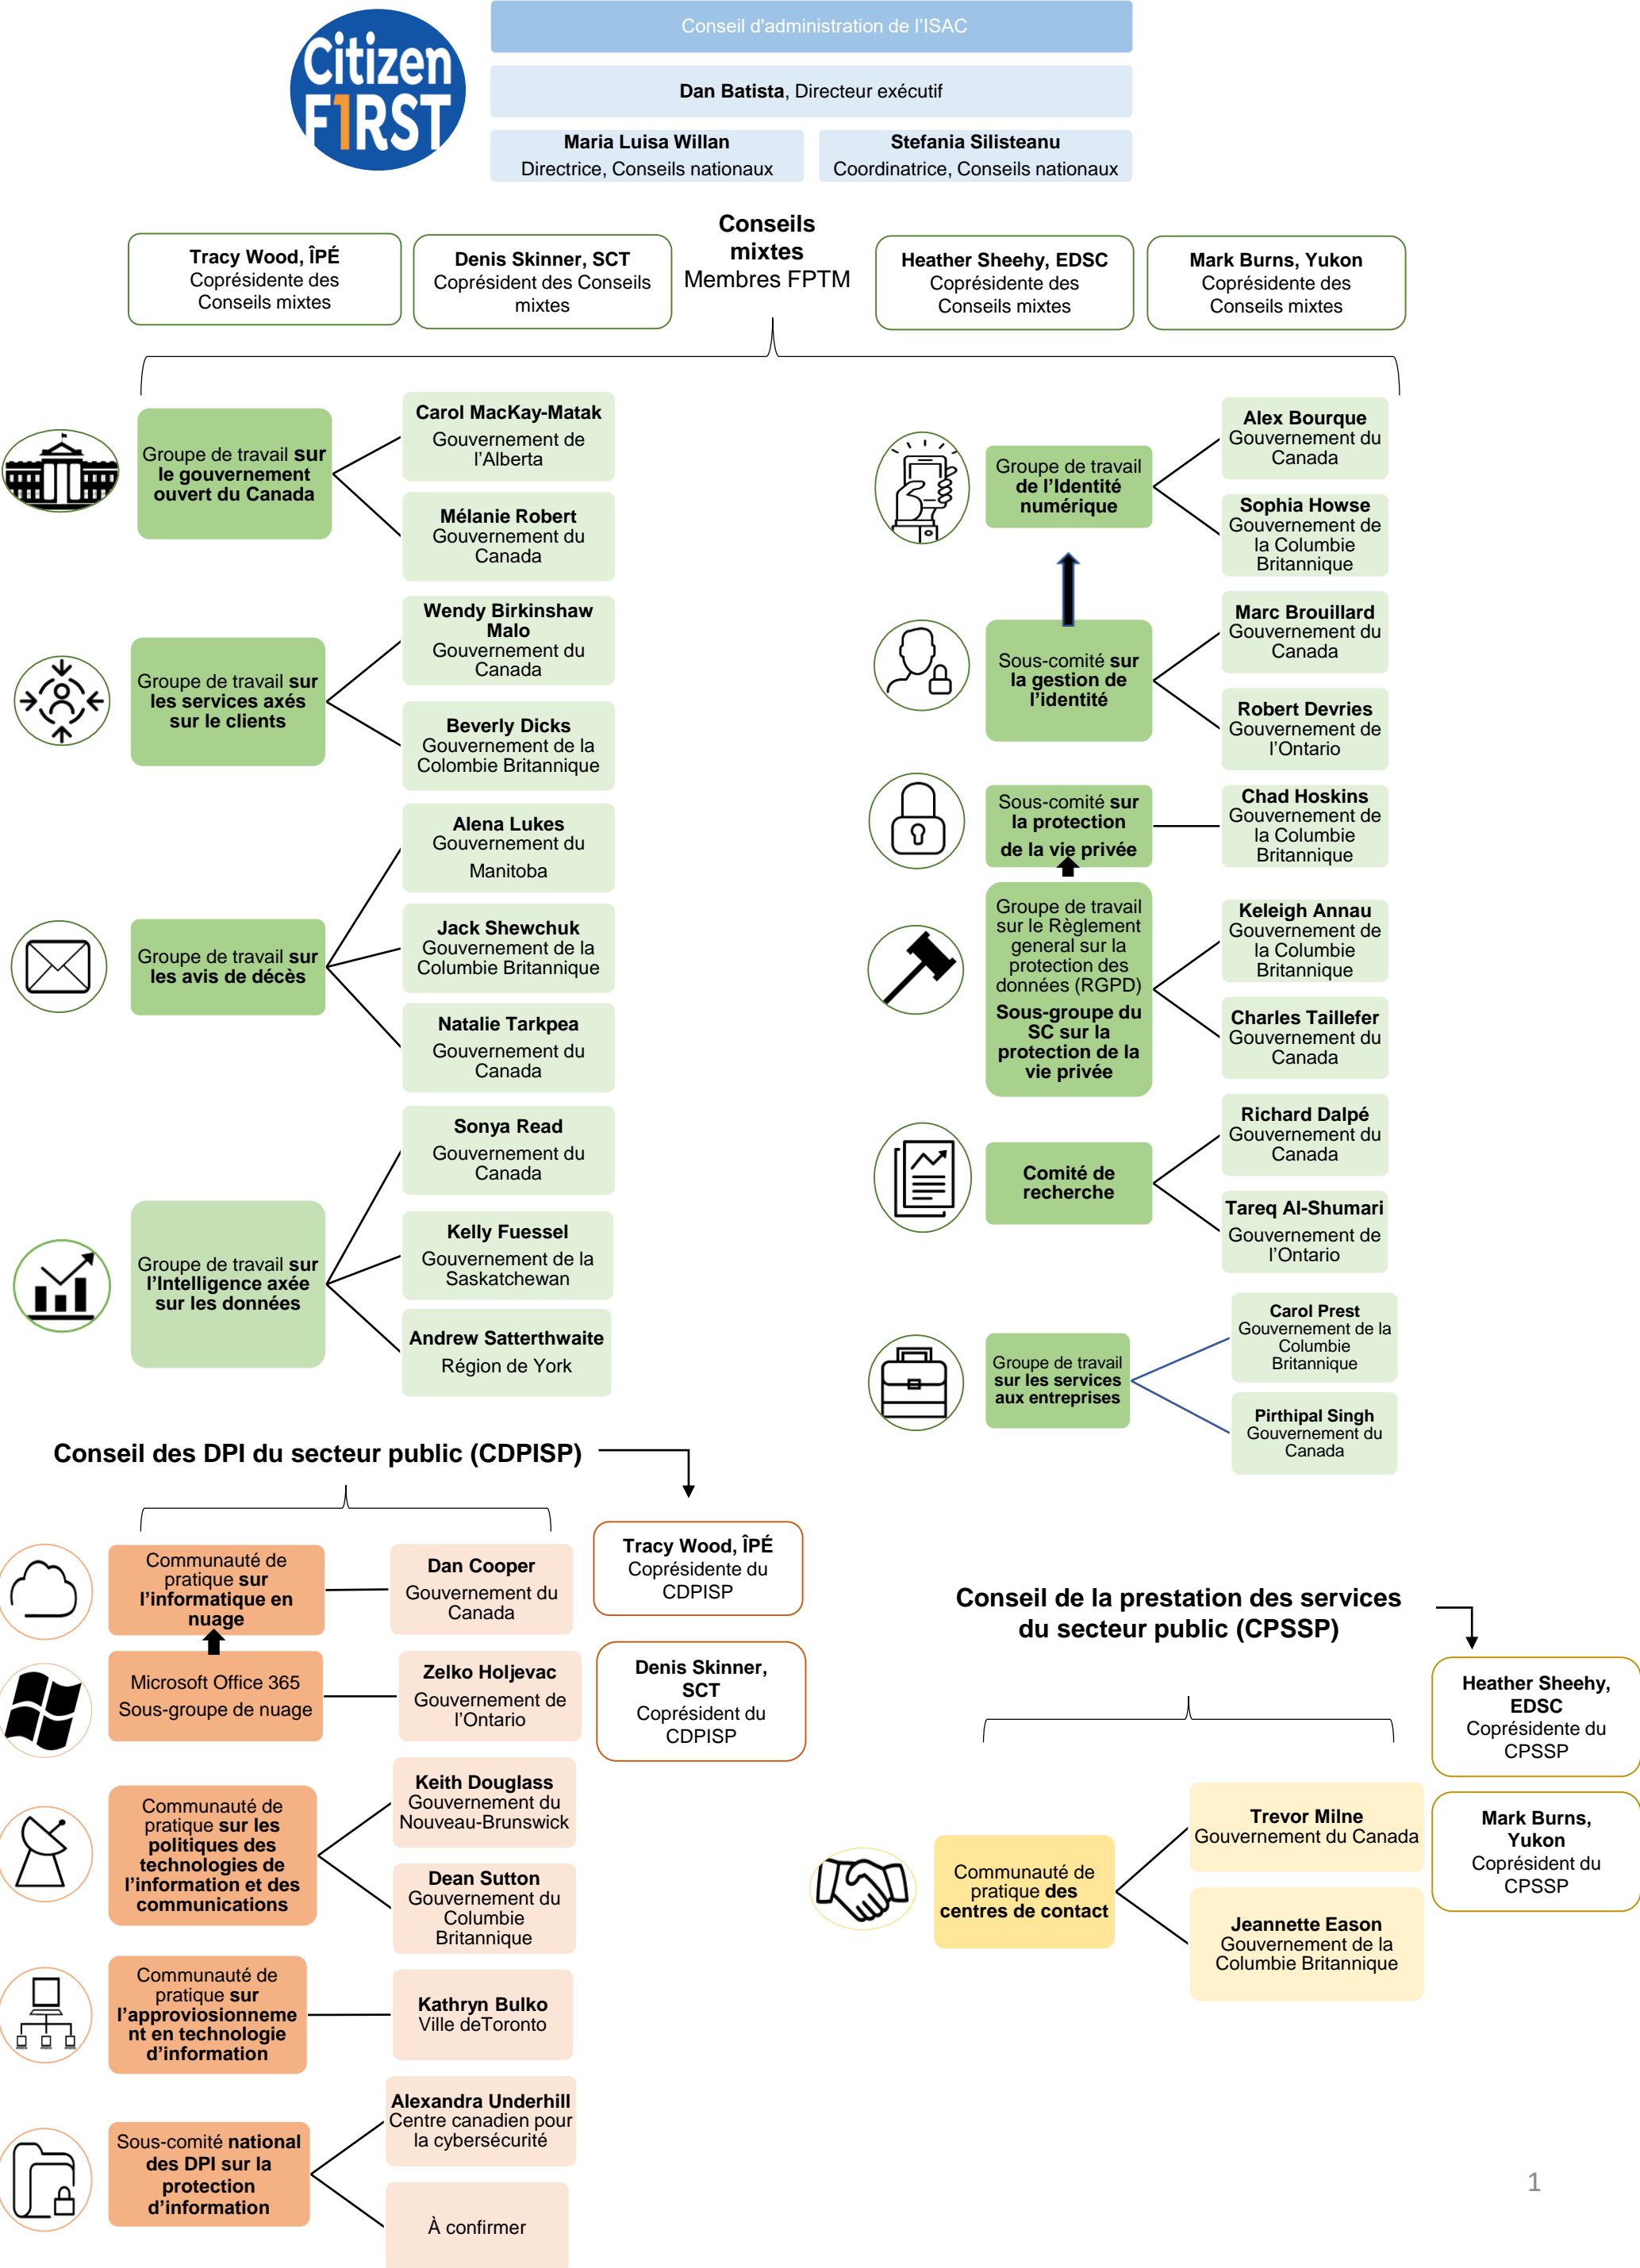 Citizen
F1RST
Conseil d'administration de l'ISAC
Dan Batista, Directeur exécutif
Maria Luisa Willan
Directrice, Conseils nationaux
Stefania Silisteanu
Coordinatrice, Conseils nationaux
Conseils
mixtes
Membres FPTM
Tracy Wood, ÎPÉ
Coprésidente des
Conseils mixtes
Denis Skinner, SCT
Coprésident des Conseils
mixtes
Heather Sheehy, EDSC
Coprésidente des
Conseils mixtes
Mark Burns, Yukon
Coprésidente des
Conseils mixtes
Groupe de travail sur
le gouvernement
ouvert du Canada
Carol MacKay-Matak
Gouvernement de
l'Alberta
Mélanie Robert
Gouvernement du
Canada
Groupe de travail sur
les services axés
sur le clients
Wendy Birkinshaw
Malo
Gouvernement du
Canada
Beverly Dicks
Gouvernement de la
Colombie Britannique
Groupe de travail sur
les avis de décès
Alena Lukes
Gouvernement du
Manitoba
Jack Shewchuk
Gouvernement de la
Columbie Britannique
Natalie Tarkpea
Gouvernement du
Canada
Groupe de travail sur
l'Intelligence axée
sur les données
Sonya Read
Gouvernement du
Canada
Kelly Fuessel
Gouvernement de la
Saskatchewan
Andrew Satterthwaite
Région de York
Groupe de travail
de l'Identité
numérique
Alex Bourque
Gouvernement du
Canada
Sophia Howse
Gouvernement de
la Columbie
Britannique
Sous-comité sur
la gestion de
l'identité
Marc Brouillard
Gouvernement du
Canada
Robert Devries
Gouvernement de
l'Ontario
Sous-comité sur
la protection
de la vie privée
Chad Hoskins
Gouvernement de
la Columbie
Britannique
Groupe de travail
sur le Règlement
general sur la
protection des
données (RGPD)
Sous-groupe du
SC sur la
protection de la
vie privée
Keleigh Annau
Gouvernement de
la Columbie
Britannique
Charles Taillefer
Gouvernement du
Canada
Comité de
recherche
Richard Dalpé
Gouvernement du
Canada
Tareq Al-Shumari
Gouvernement de
l'Ontario
Groupe de travail
sur les services
aux entreprises
Carol Prest
Gouvernement de la
Columbie
Britannique
Pirthipal Singh
Gouvernement du
Canada
Conseil des DPI du secteur public (CDPISP)
Tracy Wood, ÎPÉ
Coprésidente du
CDPISP
Denis Skinner,
SCT
Coprésident du
CDPISP
Communauté de
pratique sur
l'informatique en
nuage
Dan Cooper
Gouvernement du
Canada
Microsoft Office 365
Sous-groupe de nuage
Zelko Holjevac
Gouvernement de
l'Ontario
Communauté de
pratique sur les
politiques des
technologies de
l'information et des
communications
Keith Douglass
Gouvernement du
Nouveau-Brunswick
Dean Sutton
Gouvernement du
Columbie
Britannique
Communauté de
pratique sur
l'approviosionneme
nt en technologie
d'information
Kathryn Bulko
Ville deToronto
Sous-comité national
des DPI sur la
protection
d'information
Alexandra Underhill
Centre canadien pour
la cybersécurité
À confirmer
Conseil de la prestation des services
du secteur public (CPSSP)
Heather Sheehy,
EDSC
Coprésidente du
CPSSP
Mark Burns,
Yukon
Coprésident du
CPSSP
Communauté de
pratique des
centres de contact
Trevor Milne
Gouvernement du Canada
Jeannette Eason
Gouvernement de la
Columbie Britannique
1